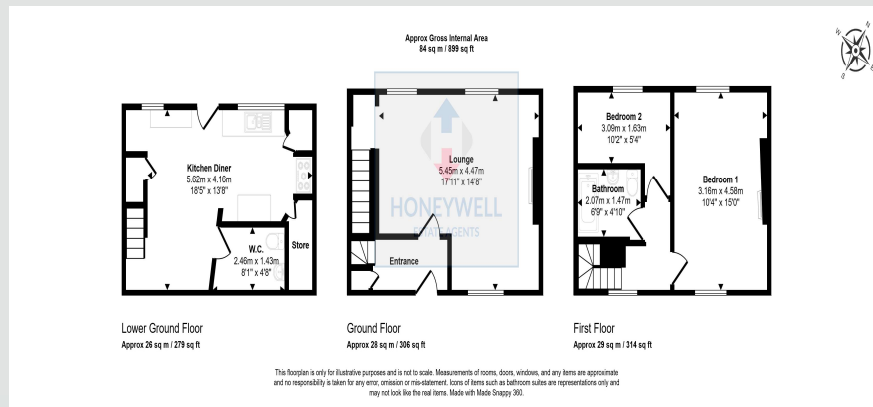 Approx Gross Internal Area
84 sq m / 899 sq ft
N
E
S
W
Kitchen Diner
5.62m x 4.16m
18'5" x 13'8"
W.C.
2.46m x 1.43m
8'1" x 4'8"
Store
Lounge
5.45m x 4.47m
17'11" x 14'8"
HONEYWELL
ESTATE AGENTS
Entrance
Bedroom 2
3.09m x 1.63m
10'2" x 5'4"
Bathroom
2.07m x 1.47m
6'9" x 4'10"
Bedroom 1
3.16m x 4.58m
10'4" x 15'0"
Lower Ground Floor
Approx 26 sq m / 279 sq ft
Ground Floor
Approx 28 sq m / 306 sq ft
First Floor
Approx 29 sq m / 314 sq ft
This floorplan is only for illustrative purposes and is not to scale. Measurements of rooms, doors, windows, and any items are approximate
and no responsibility is taken for any error, omission or mis-statement. Icons of items such as bathroom suites are representations only and
may not look like the real items. Made with Made Snappy 360.